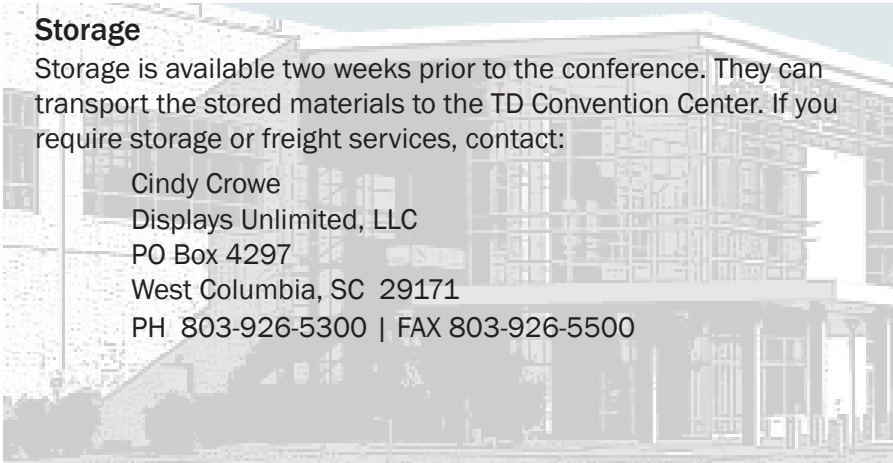 Storage
Storage is available two weeks prior to the conference. They can
transport the stored materials to the TD Convention Center. If you
require storage or freight services, contact:
Cindy Crowe
Displays Unlimited, LLC
PO Box 4297
West Columbia, SC  29171
PH  803-926-5300 | FAX 803-926-5500